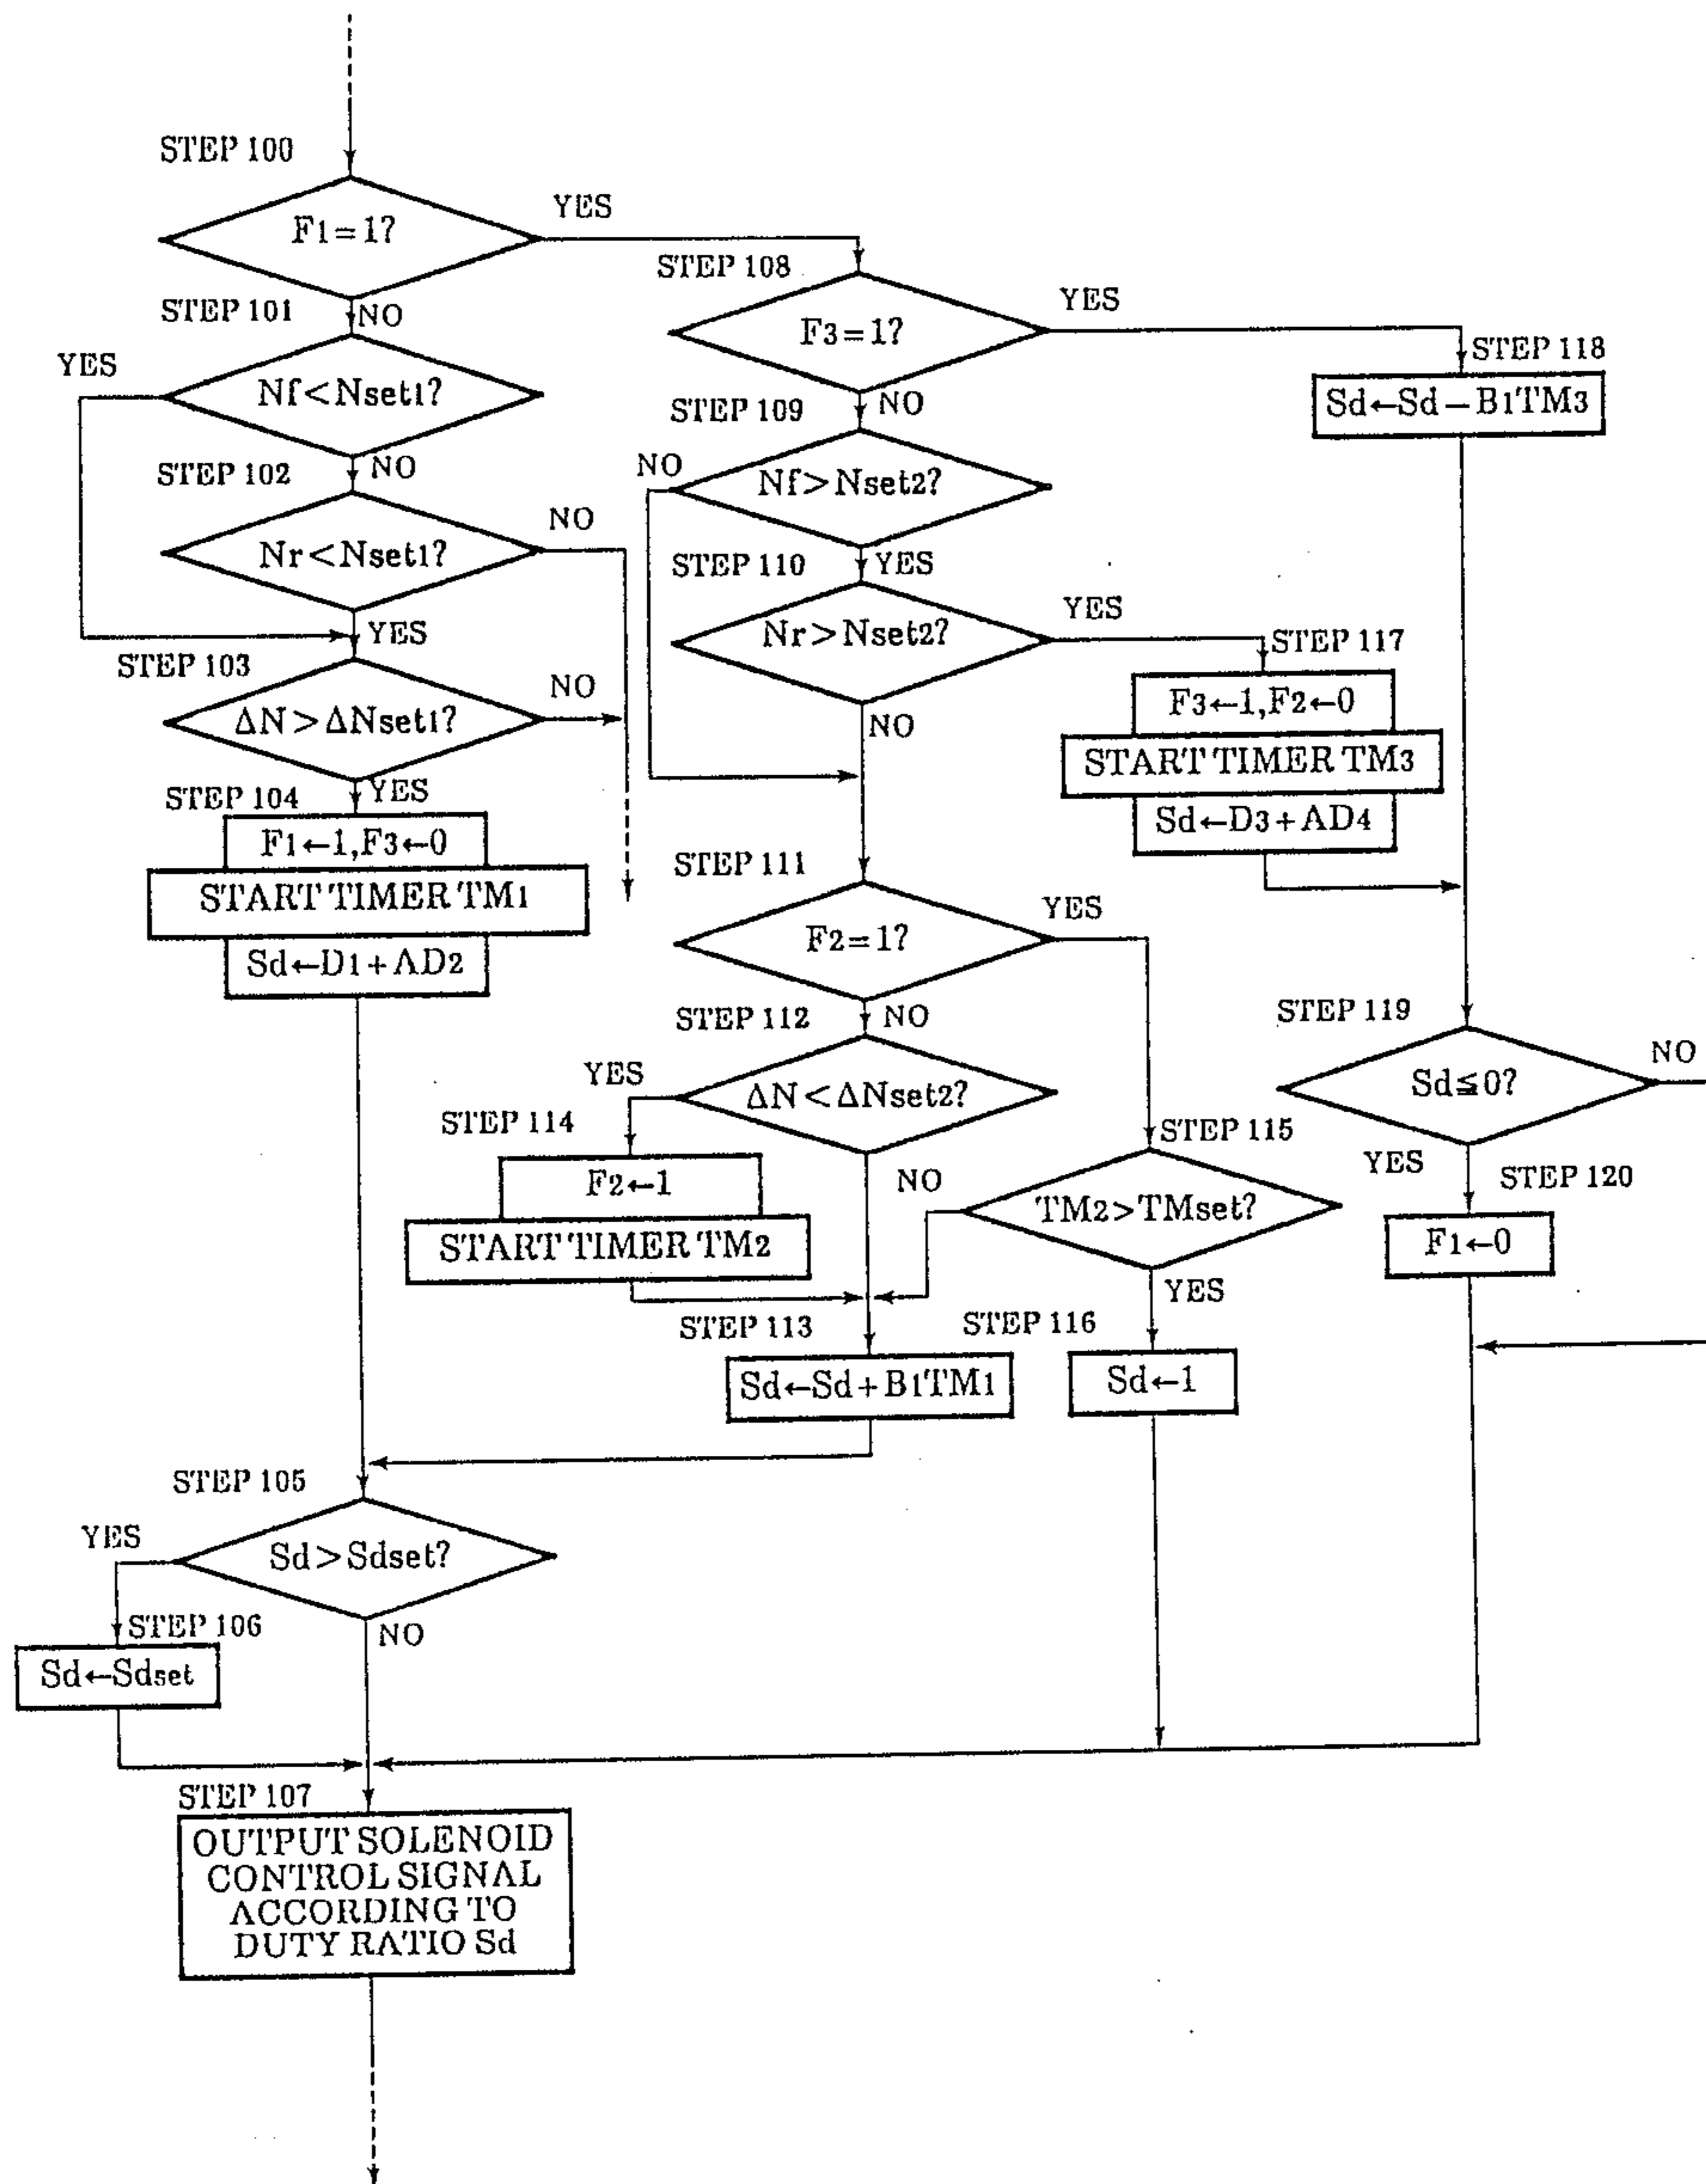 STEP 100
F1=1?
YES
STEP 101
NO
YES
Nf<Nset1?
STEP 102
NO
Nr<Nset1?
NO
YES
STEP 103
ΔN>ΔNset1?
NO
STEP 104
YES
F1←1,F3←0
START TIMER TM1
Sd←D1+AD2
STEP 108
F3=1?
YES
STEP 118
Sd←Sd-B1TM3
STEP 109
NO
NO
Nf>Nset2?
STEP 110
YES
Nr>Nset2?
YES
NO
STEP 117
F3←1,F2←0
START TIMER TM3
Sd←D3+AD4
STEP 111
F2=1?
YES
STEP 112
NO
YES
ΔN<ΔNset2?
STEP 114
F2←1
START TIMER TM2
NO
STEP 115
TM2>TMset?
YES
STEP 113
Sd←Sd+B1TM1
STEP 116
Sd←1
STEP 119
Sd≦0?
NO
YES
STEP 120
F1←0
STEP 105
YES
Sd>Sdset?
STEP 106
NO
Sd←Sdset
STEP 107
OUTPUT SOLENOID
CONTROL SIGNAL
ACCORDING TO
DUTY RATIO Sd